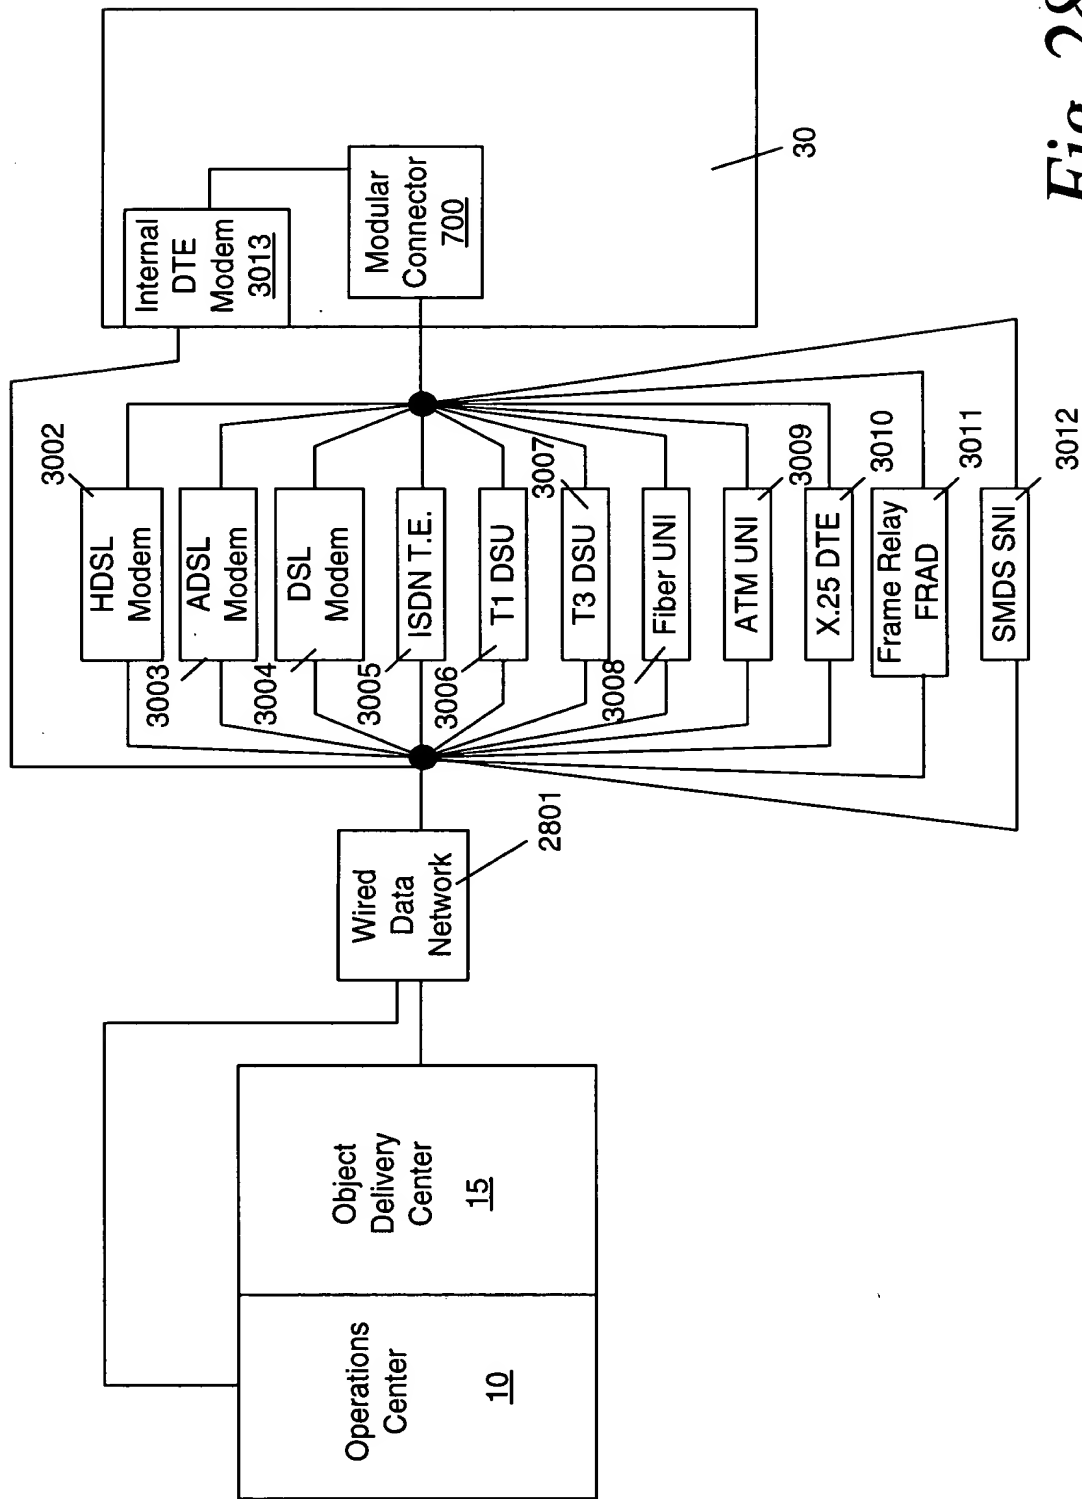 Operations
Center
10
Object
Delivery
Center
15
Wired
Data
Network
2801
HDSL
Modem
3002
ADSL
Modem
3003
DSL
Modem
3004
ISDN T.E.
3005
T1 DSU
3006
T3 DSU
3007
Fiber UNI
3008
ATM UNI
3009
X.25 DTE
3010
Frame Relay
FRAD
3011
SMDS SNI
3012
Internal
DTE
Modem
3013
Modular
Connector
700
30
Fig. 28